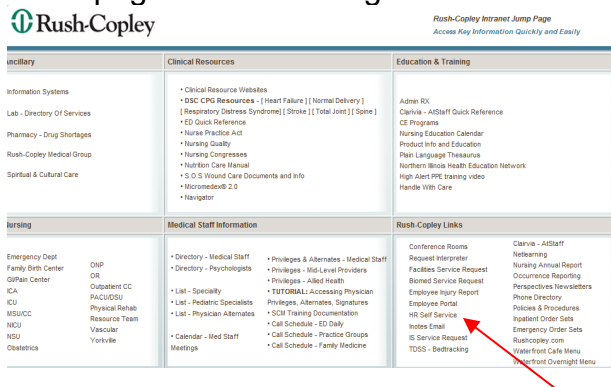 Rush-Copley
Rush-Copley Intranet Jump Page
Access Key Information Quickly and Easily
Ancillary
Information Systems
Lab - Directory Of Services
Pharmacy - Drug Shortages
Rush-Copley Medical Group
Spiritual & Cultural Care
Clinical Resources
• Clinical Resource Websites
• DSC CPG Resources - [ Heart Failure ] [ Normal Delivery ]
[ Respiratory Distress Syndrome] [ Stroke ] [ Total Joint ] [ Spine ]
• ED Quick Reference
• Nurse Practice Act
• Nursing Quality
• Nursing Congresses
• Nutrition Care Manual
• S.O.S Wound Care Documents and Info
• Micromedex® 2.0
• Navigator
Education & Training
Admin RX
Clarivia - AtStaff Quick Reference
CE Programs
Nursing Education Calendar
Product Info and Education
Plain Language Thesaurus
Northern Illinois Health Education Network
High Alert PPE training video
Handle With Care
Nursing
Emergency Dept
Family Birth Center
GI/Pain Center
ICA
ICU
MSU/CC
NICU
NSU
Obstetrics
ONP
OR
Outpatient CC
PACU/DSU
Physical Rehab
Resource Team
Vascular
Yorkville
Medical Staff Information
• Directory - Medical Staff
• Directory - Psychologists
• List - Speciality
• List - Pediatric Specialists
• List - Physician Alternates
• Calendar - Med Staff
Meetings
• Privileges & Alternates - Medical Staff
• Privileges - Mid-Level Providers
• Privileges - Allied Health
• TUTORIAL: Accessing Physician
Privileges, Alternates, Signatures
• SCM Training Documentation
• Call Schedule - ED Daily
• Call Schedule - Practice Groups
• Call Schedule - Family Medicine
Rush-Copley Links
Conference Rooms
Request Interpreter
Facilities Service Request
Biomed Service Request
Employee Injury Report
Employee Portal
HR Self Service
Inotes Email
IS Service Request
TDSS - Bedtracking
Clairvia - AtStaff
Netlearning
Nursing Annual Report
Occurrence Reporting
Perspectives Newsletters
Phone Directory
Policies & Procedures
Inpatient Order Sets
Emergency Order Sets
Rushcopley.com
Waterfront Cafe Menu
Waterfront Overnight Menu